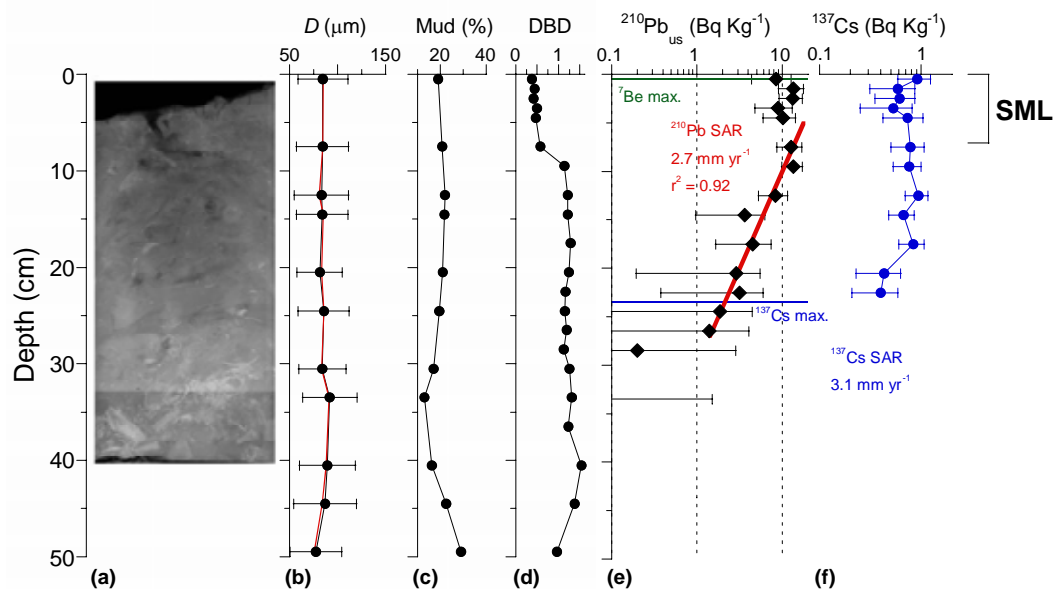 D (μm)
Mud (%)
DBD
²¹⁰Pbᵤₛ (Bq Kg⁻¹)
¹³⁷Cs (Bq Kg⁻¹)
50 150
20 40
0 1
0.1 1 10
0.1 1
Depth (cm)
0
10
20
30
40
50
⁷Be max.
²¹⁰Pb SAR
2.7 mm yr⁻¹
r² = 0.92
¹³⁷Cs max.
¹³⁷Cs SAR
3.1 mm yr⁻¹
SML
(a) (b) (c) (d) (e) (f)